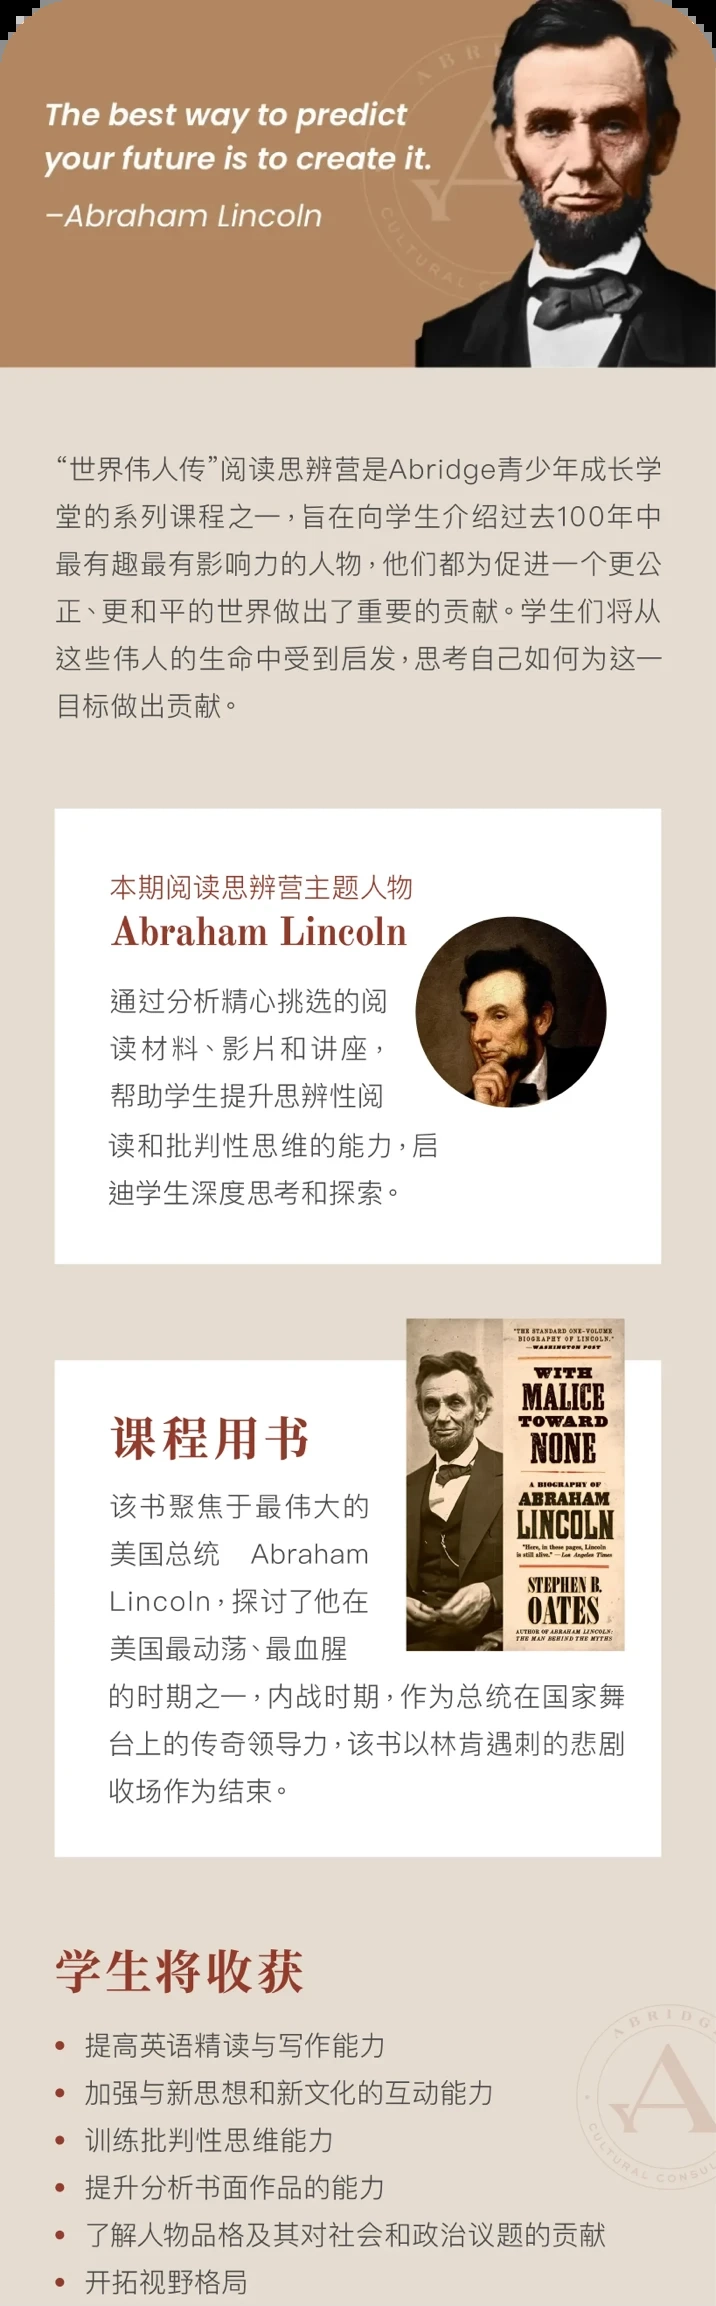 The best way to predict
your future is to create it.
–Abraham Lincoln
“世界伟人传”阅读思辨营是Abridge青少年成长学
堂的系列课程之一，旨在向学生介绍过去100年中
最有趣最有影响力的人物，他们都为促进一个更公
正、更和平的世界做出了重要的贡献。学生们将从
这些伟人的生命中受到启发，思考自己如何为这一
目标做出贡献。
本期阅读思辨营主题人物
Abraham Lincoln
通过分析精心挑选的阅
读材料、影片和讲座，
帮助学生提升思辨性阅
读和批判性思维的能力，启
迪学生深度思考和探索。
"THE STANDARD ONE-VOLUME
BIOGRAPHY OF LINCOLN."
—WASHINGTON POST
WITH
MALICE
TOWARD
NONE
A BIOGRAPHY OF
ABRAHAM
LINCOLN
"Here, in these pages, Lincoln
is still alive." —Los Angeles Times
STEPHEN B.
OATES
AUTHOR OF ABRAHAM LINCOLN:
THE MAN BEHIND THE MYTHS
课程用书
该书聚焦于最伟大的
美国总统 Abraham
Lincoln，探讨了他在
美国最动荡、最血腥
的时期之一，内战时期，作为总统在国家舞
台上的传奇领导力，该书以林肯遇刺的悲剧
收场作为结束。
学生将收获
• 提高英语精读与写作能力
• 加强与新思想和新文化的互动能力
• 训练批判性思维能力
• 提升分析书面作品的能力
• 了解人物品格及其对社会和政治议题的贡献
• 开拓视野格局
ABRIDG
A
CULTURAL CONSUL